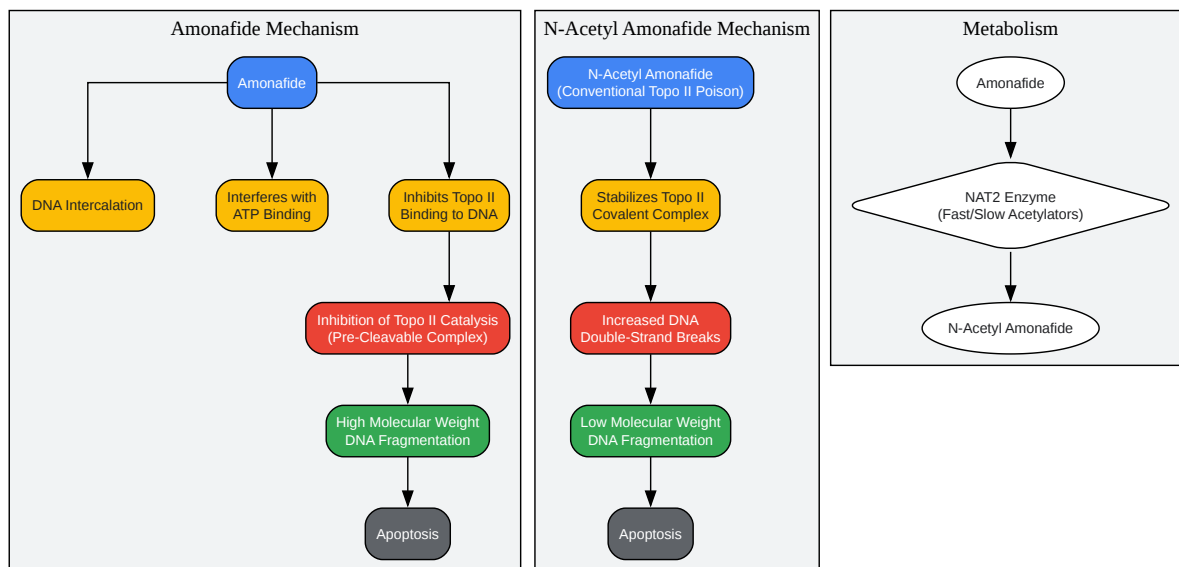 Amonafide Mechanism
Amonafide
DNA Intercalation
Interferes with
ATP Binding
Inhibits Topo II
Binding to DNA
Inhibition of Topo II Catalysis
(Pre-Cleavable Complex)
High Molecular Weight
DNA Fragmentation
Apoptosis
N-Acetyl Amonafide Mechanism
N-Acetyl Amonafide
(Conventional Topo II Poison)
Stabilizes Topo II
Covalent Complex
Increased DNA
Double-Strand Breaks
Low Molecular Weight
DNA Fragmentation
Apoptosis
Metabolism
Amonafide
NAT2 Enzyme
(Fast/Slow Acetylators)
N-Acetyl Amonafide